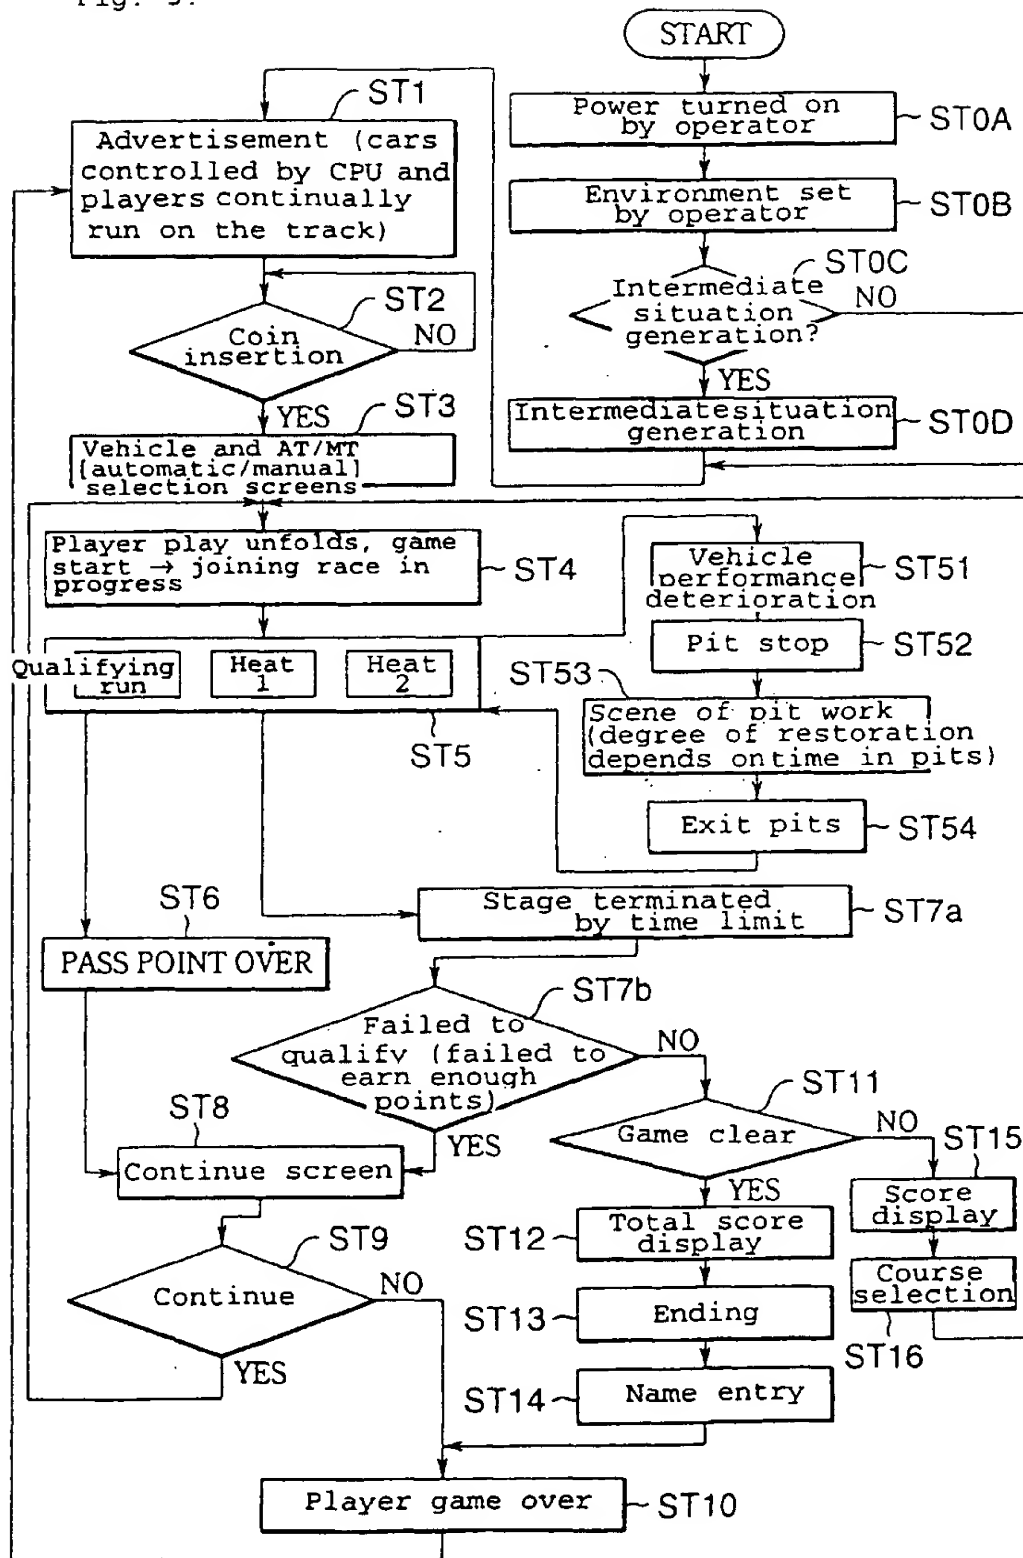 Fig. 9.
START
Power turned on
by operator
ST0A
Environment set
by operator
ST0B
ST0C
Intermediate
situation
generation?
NO
YES
Intermediatesituation
generation
ST0D
ST1
Advertisement (cars
controlled by CPU and
players continually
run on the track)
ST2
Coin
insertion
NO
YES
ST3
Vehicle and AT/MT
[automatic/manual]
selection screens
Player play unfolds, game
start → joining race in
progress
ST4
Qualifying
run
Heat
1
Heat
2
ST5
Vehicle
performance
deterioration
ST51
Pit stop
ST52
ST53
Scene of pit work
(degree of restoration
depends ontime in pits)
Exit pits
ST54
ST6
PASS POINT OVER
Stage terminated
by time limit
ST7a
ST7b
Failed to
qualify (failed to
earn enough
points)
NO
YES
ST8
Continue screen
ST9
Continue
NO
YES
ST11
Game clear
NO
YES
ST12
Total score
display
ST13
Ending
ST14
Name entry
ST15
Score
display
Course
selection
ST16
Player game over
ST10